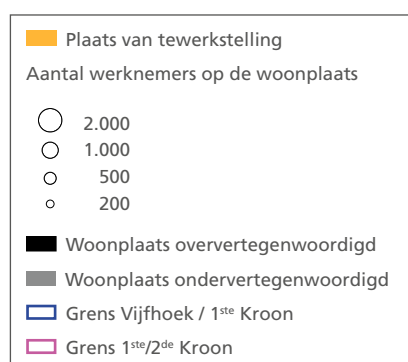 Plaats van tewerkstelling
Aantal werknemers op de woonplaats
2.000
1.000
500
200
Woonplaats oververtegenwoordigd
Woonplaats ondervertegenwoordigd
Grens Vijfhoek / 1ste Kroon
Grens 1ste/2de Kroon